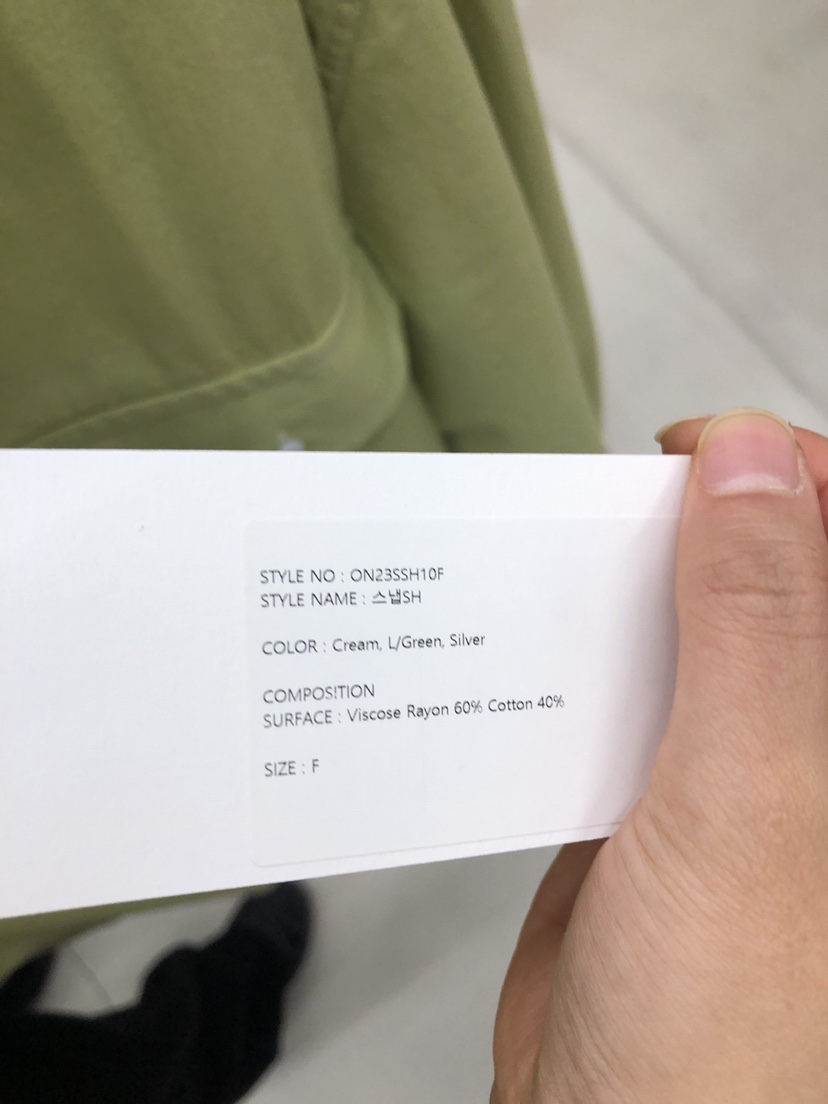 STYLE NO : ON23SSH10F
STYLE NAME : 스냅SH
COLOR : Cream, L/Green, Silver
COMPOSITION
SURFACE : Viscose Rayon 60% Cotton 40%
SIZE : F